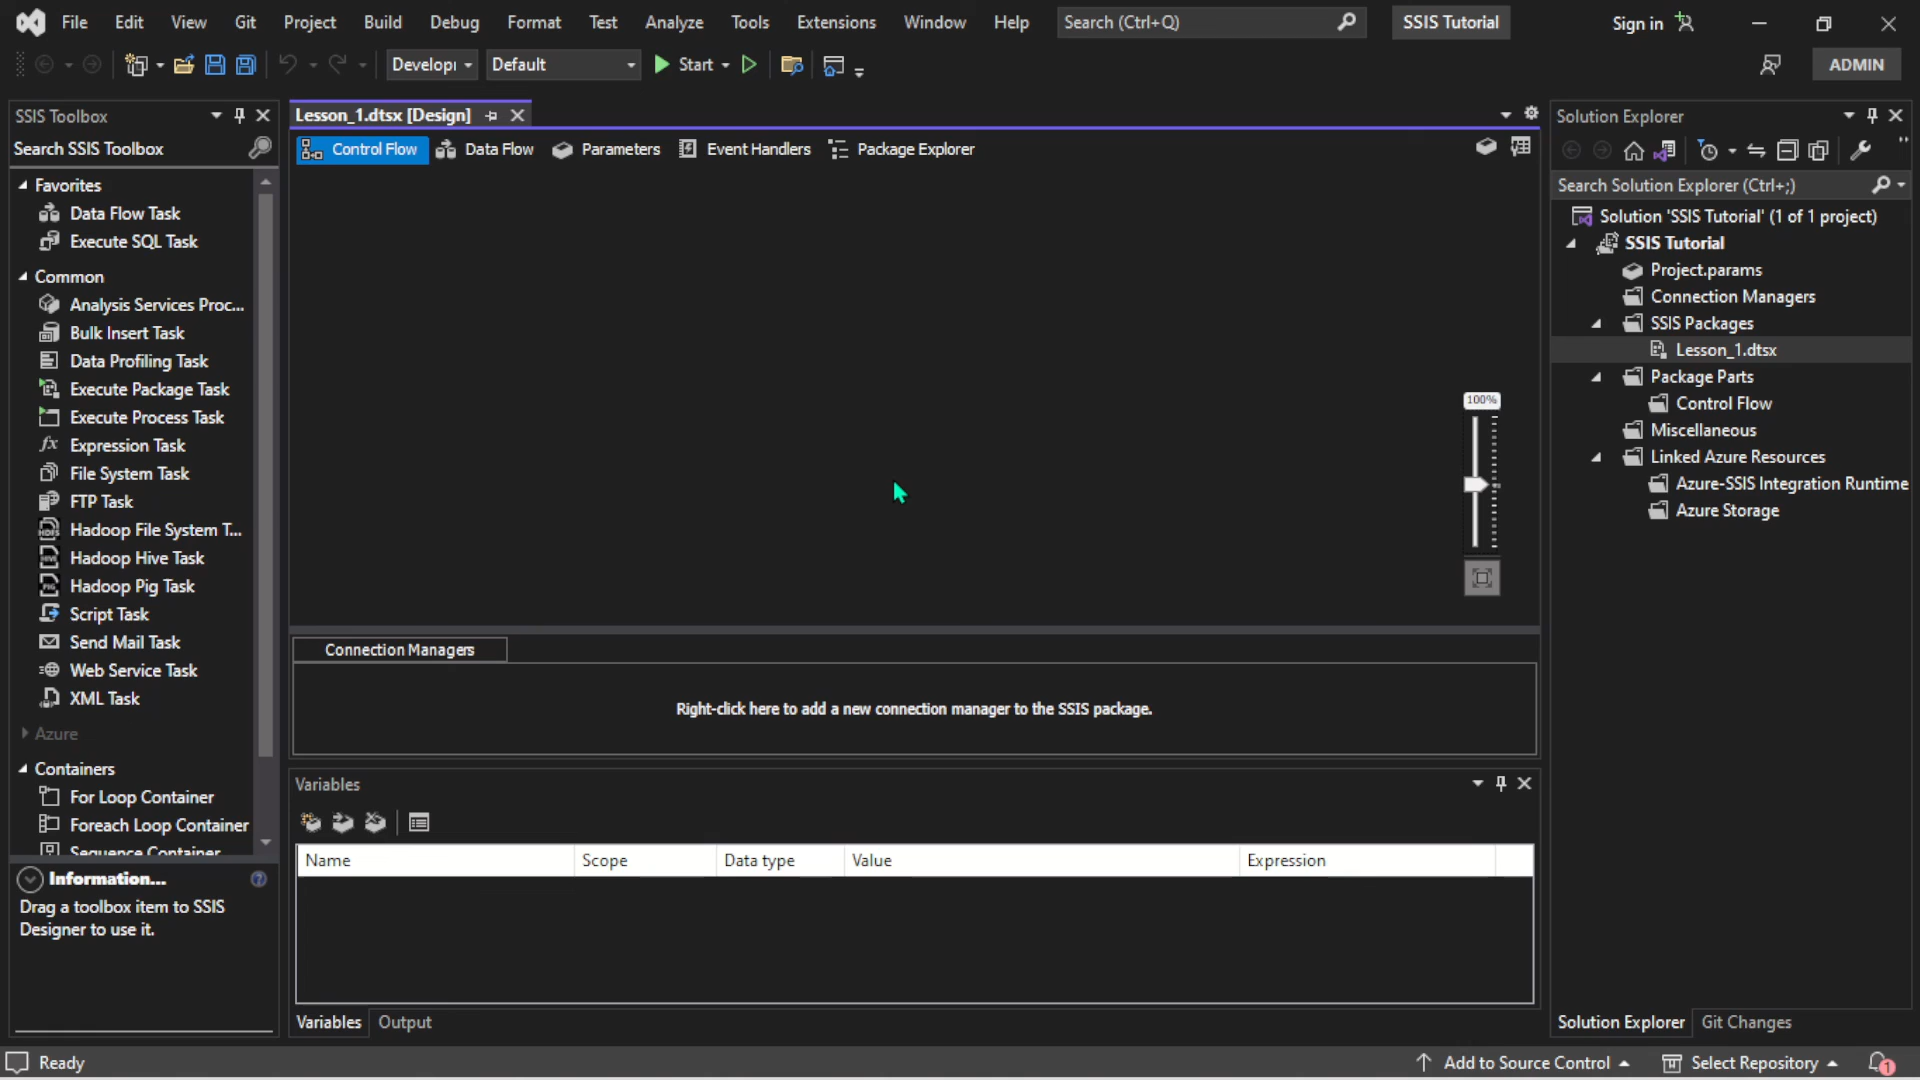 File Edit View Git Project Build Debug Format Test Analyze Tools Extensions Window Help Search (Ctrl+Q) SSIS Tutorial Sign in
Develop Default Start ADMIN
SSIS Toolbox
Search SSIS Toolbox
Favorites
Data Flow Task
Execute SQL Task
Common
Analysis Services Proc...
Bulk Insert Task
Data Profiling Task
Execute Package Task
Execute Process Task
Expression Task
File System Task
FTP Task
Hadoop File System T...
Hadoop Hive Task
Hadoop Pig Task
Script Task
Send Mail Task
Web Service Task
XML Task
Azure
Containers
For Loop Container
Foreach Loop Container
Sequence Container
Information...
Drag a toolbox item to SSIS
Designer to use it.
Lesson_1.dtsx [Design]
Control Flow Data Flow Parameters Event Handlers Package Explorer
100%
Connection Managers
Right-click here to add a new connection manager to the SSIS package.
Variables
Name Scope Data type Value Expression
Variables Output
Solution Explorer
Search Solution Explorer (Ctrl+;)
Solution 'SSIS Tutorial' (1 of 1 project)
SSIS Tutorial
Project.params
Connection Managers
SSIS Packages
Lesson_1.dtsx
Package Parts
Control Flow
Miscellaneous
Linked Azure Resources
Azure-SSIS Integration Runtime
Azure Storage
Solution Explorer Git Changes
Ready Add to Source Control Select Repository 1